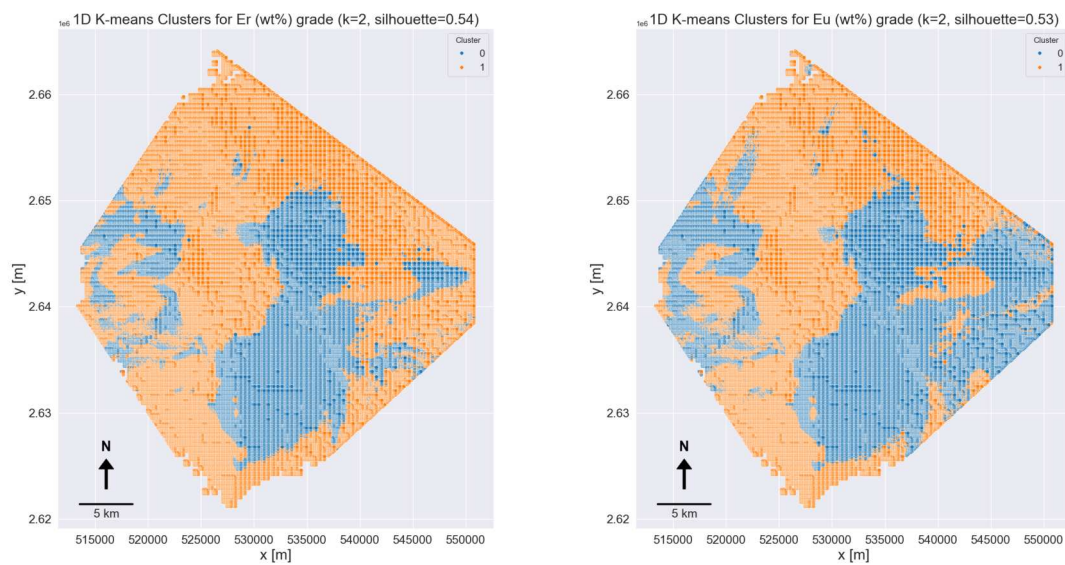 1e6 1D K-means Clusters for Er (wt%) grade (k=2, silhouette=0.54)
Cluster
0
1
2.66
2.65
2.64
2.63
2.62
y [m]
N
5 km
515000 520000 525000 530000 535000 540000 545000 550000
x [m]
1e6 1D K-means Clusters for Eu (wt%) grade (k=2, silhouette=0.53)
Cluster
0
1
2.66
2.65
2.64
2.63
2.62
y [m]
N
5 km
515000 520000 525000 530000 535000 540000 545000 550000
x [m]